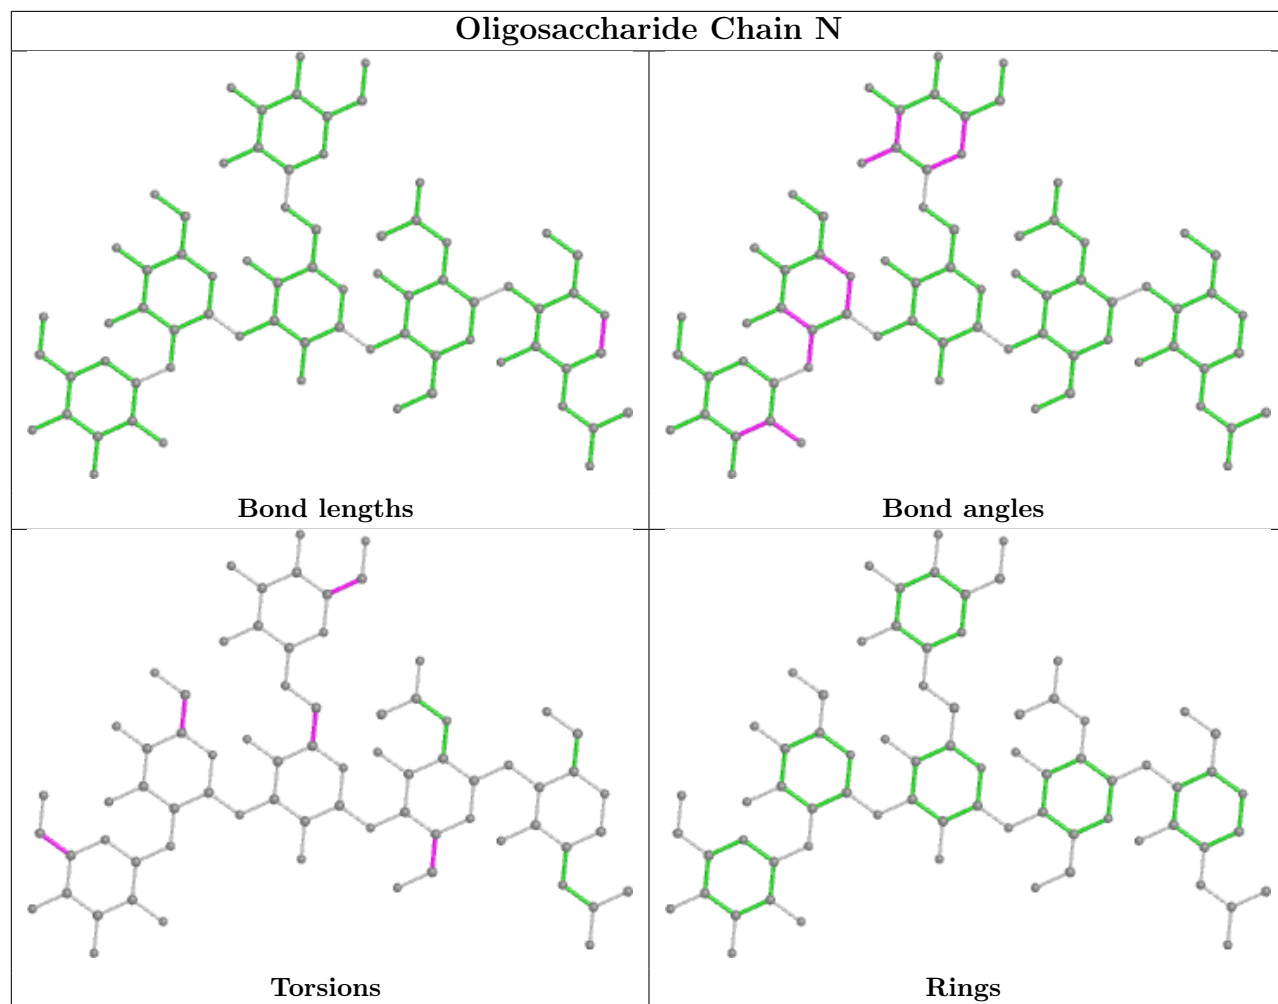 Oligosaccharide Chain N
Bond lengths
Bond angles
Torsions
Rings